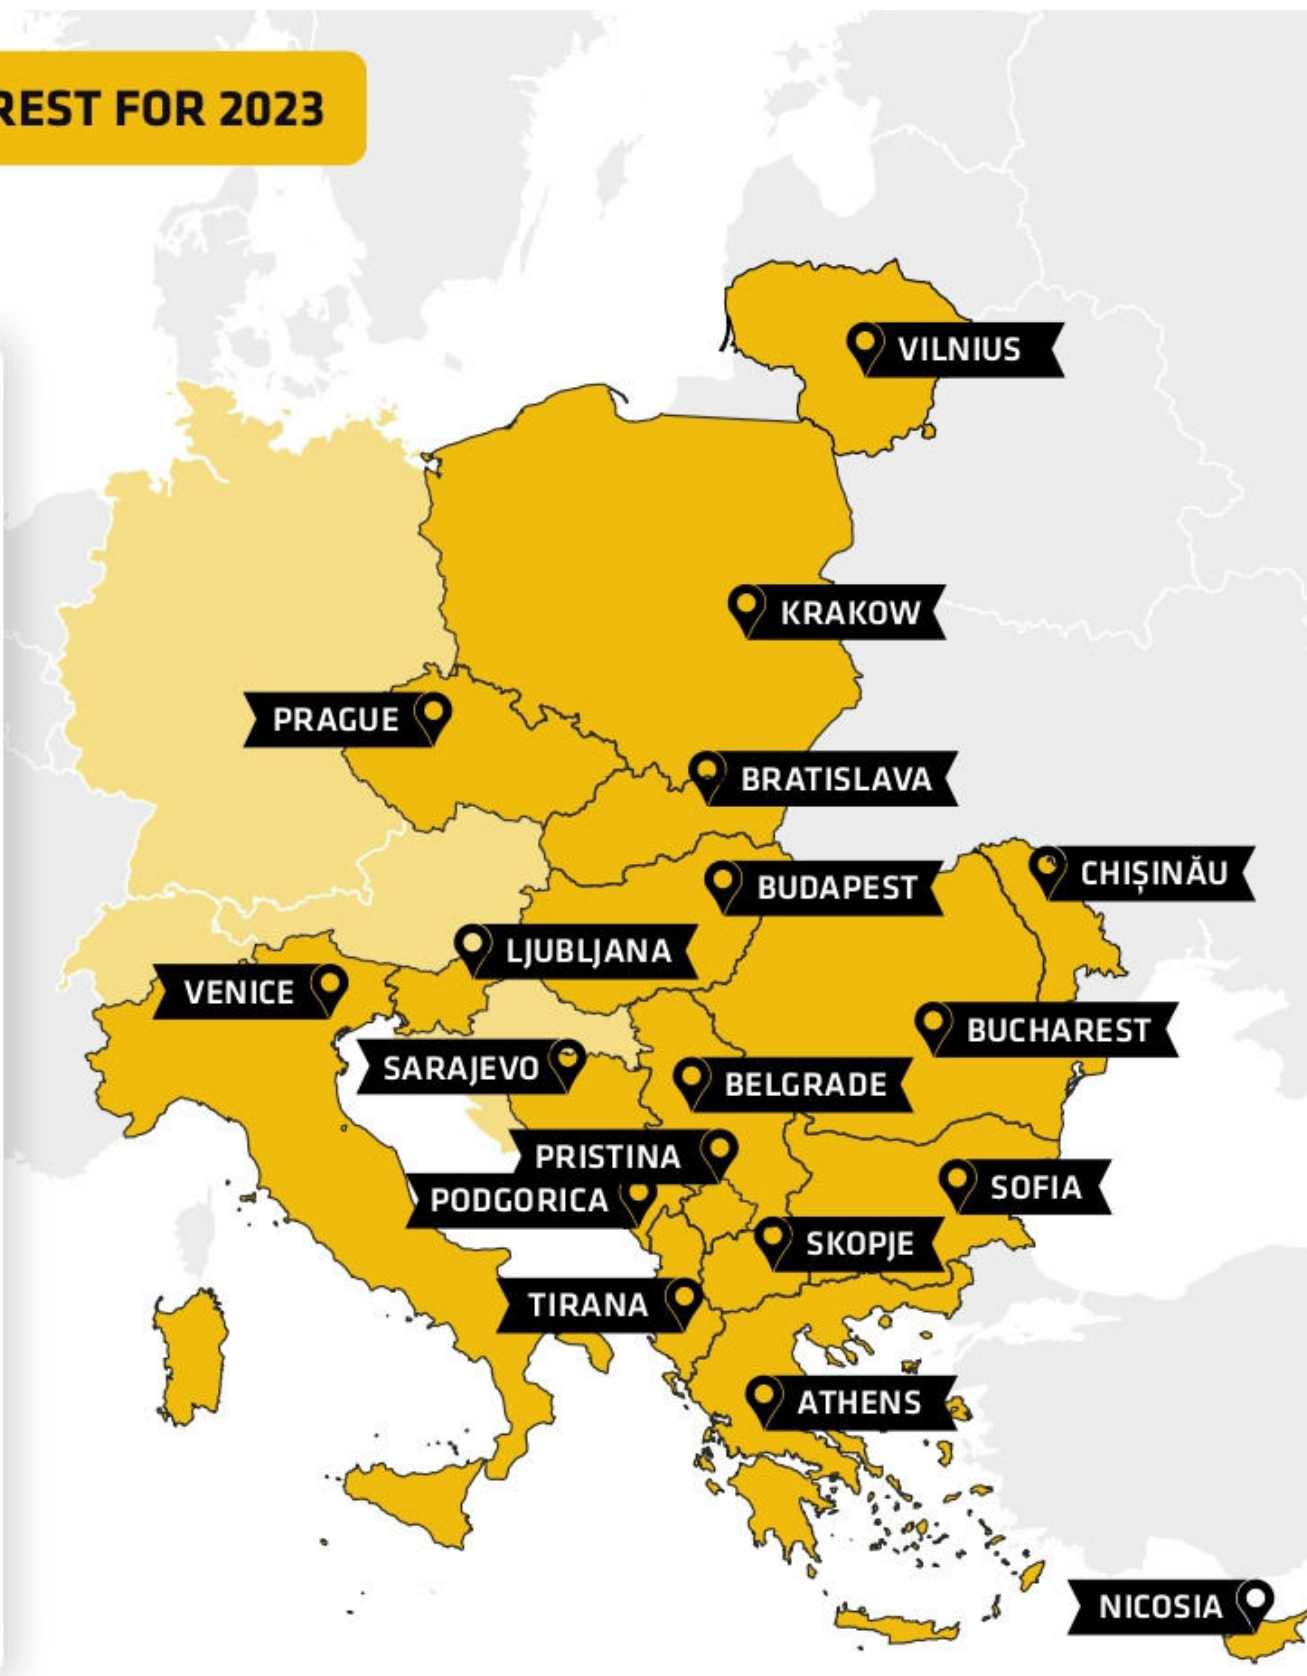 REST FOR 2023
VILNIUS
KRAKOW
PRAGUE
BRATISLAVA
CHIȘINĂU
BUDAPEST
LJUBLJANA
VENICE
BUCHAREST
SARAJEVO
BELGRADE
PRISTINA
SOFIA
PODGORICA
SKOPJE
TIRANA
ATHENS
NICOSIA